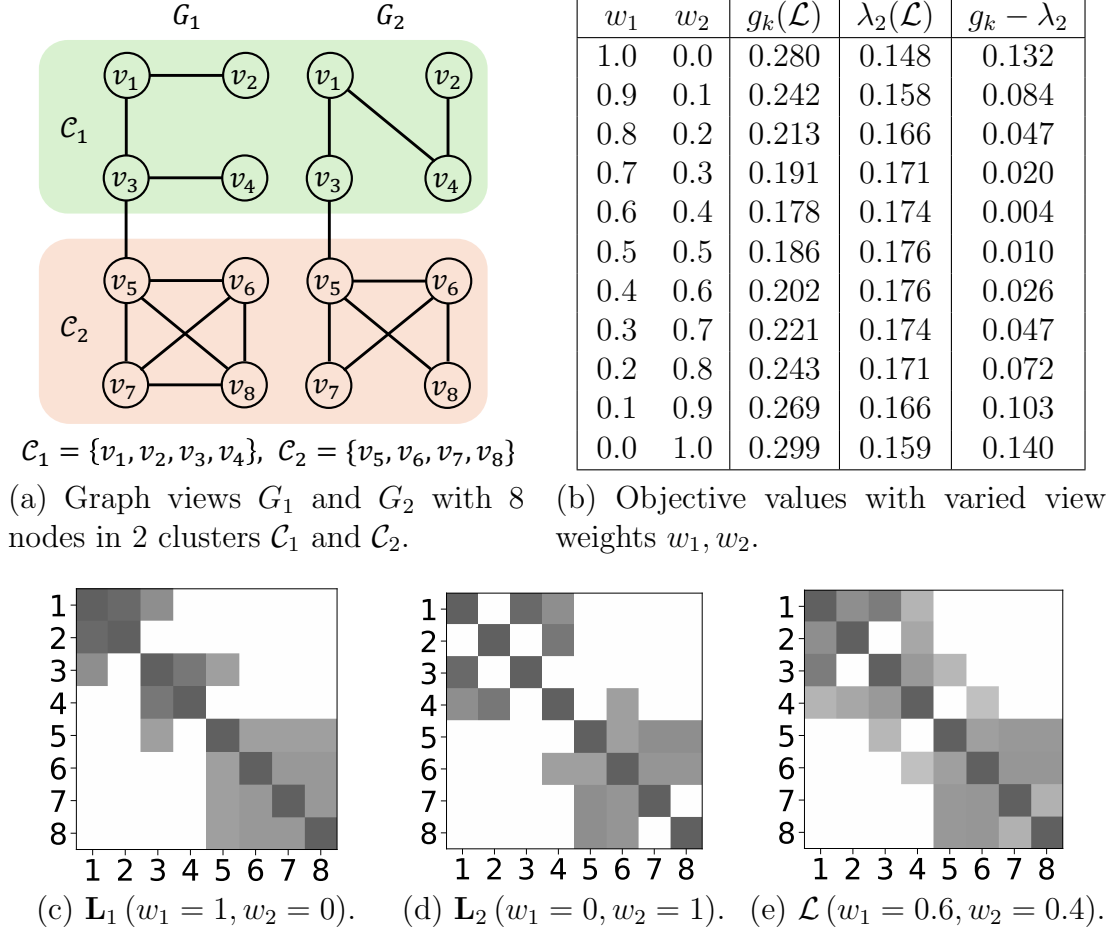 G₁ G₂
v₁ v₂ v₁ v₂
𝒞₁
v₃ v₄ v₃ v₄
v₅ v₆ v₅ v₆
𝒞₂
v₇ v₈ v₇ v₈
𝒞₁ = {v₁, v₂, v₃, v₄}, 𝒞₂ = {v₅, v₆, v₇, v₈}
(a) Graph views G₁ and G₂ with 8
nodes in 2 clusters 𝒞₁ and 𝒞₂.
w₁ w₂ gₖ(𝓛) λ₂(𝓛) gₖ − λ₂
1.0 0.0 0.280 0.148 0.132
0.9 0.1 0.242 0.158 0.084
0.8 0.2 0.213 0.166 0.047
0.7 0.3 0.191 0.171 0.020
0.6 0.4 0.178 0.174 0.004
0.5 0.5 0.186 0.176 0.010
0.4 0.6 0.202 0.176 0.026
0.3 0.7 0.221 0.174 0.047
0.2 0.8 0.243 0.171 0.072
0.1 0.9 0.269 0.166 0.103
0.0 1.0 0.299 0.159 0.140
(b) Objective values with varied view
weights w₁, w₂.
1
2
3
4
5
6
7
8
1 2 3 4 5 6 7 8
(c) L₁ (w₁ = 1, w₂ = 0).
1
2
3
4
5
6
7
8
1 2 3 4 5 6 7 8
(d) L₂ (w₁ = 0, w₂ = 1).
1
2
3
4
5
6
7
8
1 2 3 4 5 6 7 8
(e) 𝓛 (w₁ = 0.6, w₂ = 0.4).